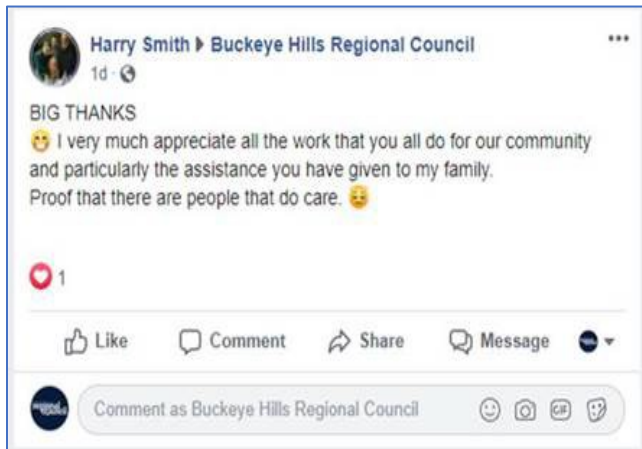 Harry Smith ▶ Buckeye Hills Regional Council
1d ·
BIG THANKS
😁 I very much appreciate all the work that you all do for our community
and particularly the assistance you have given to my family.
Proof that there are people that do care. 😌
1
Like Comment Share Message
Comment as Buckeye Hills Regional Council GIF